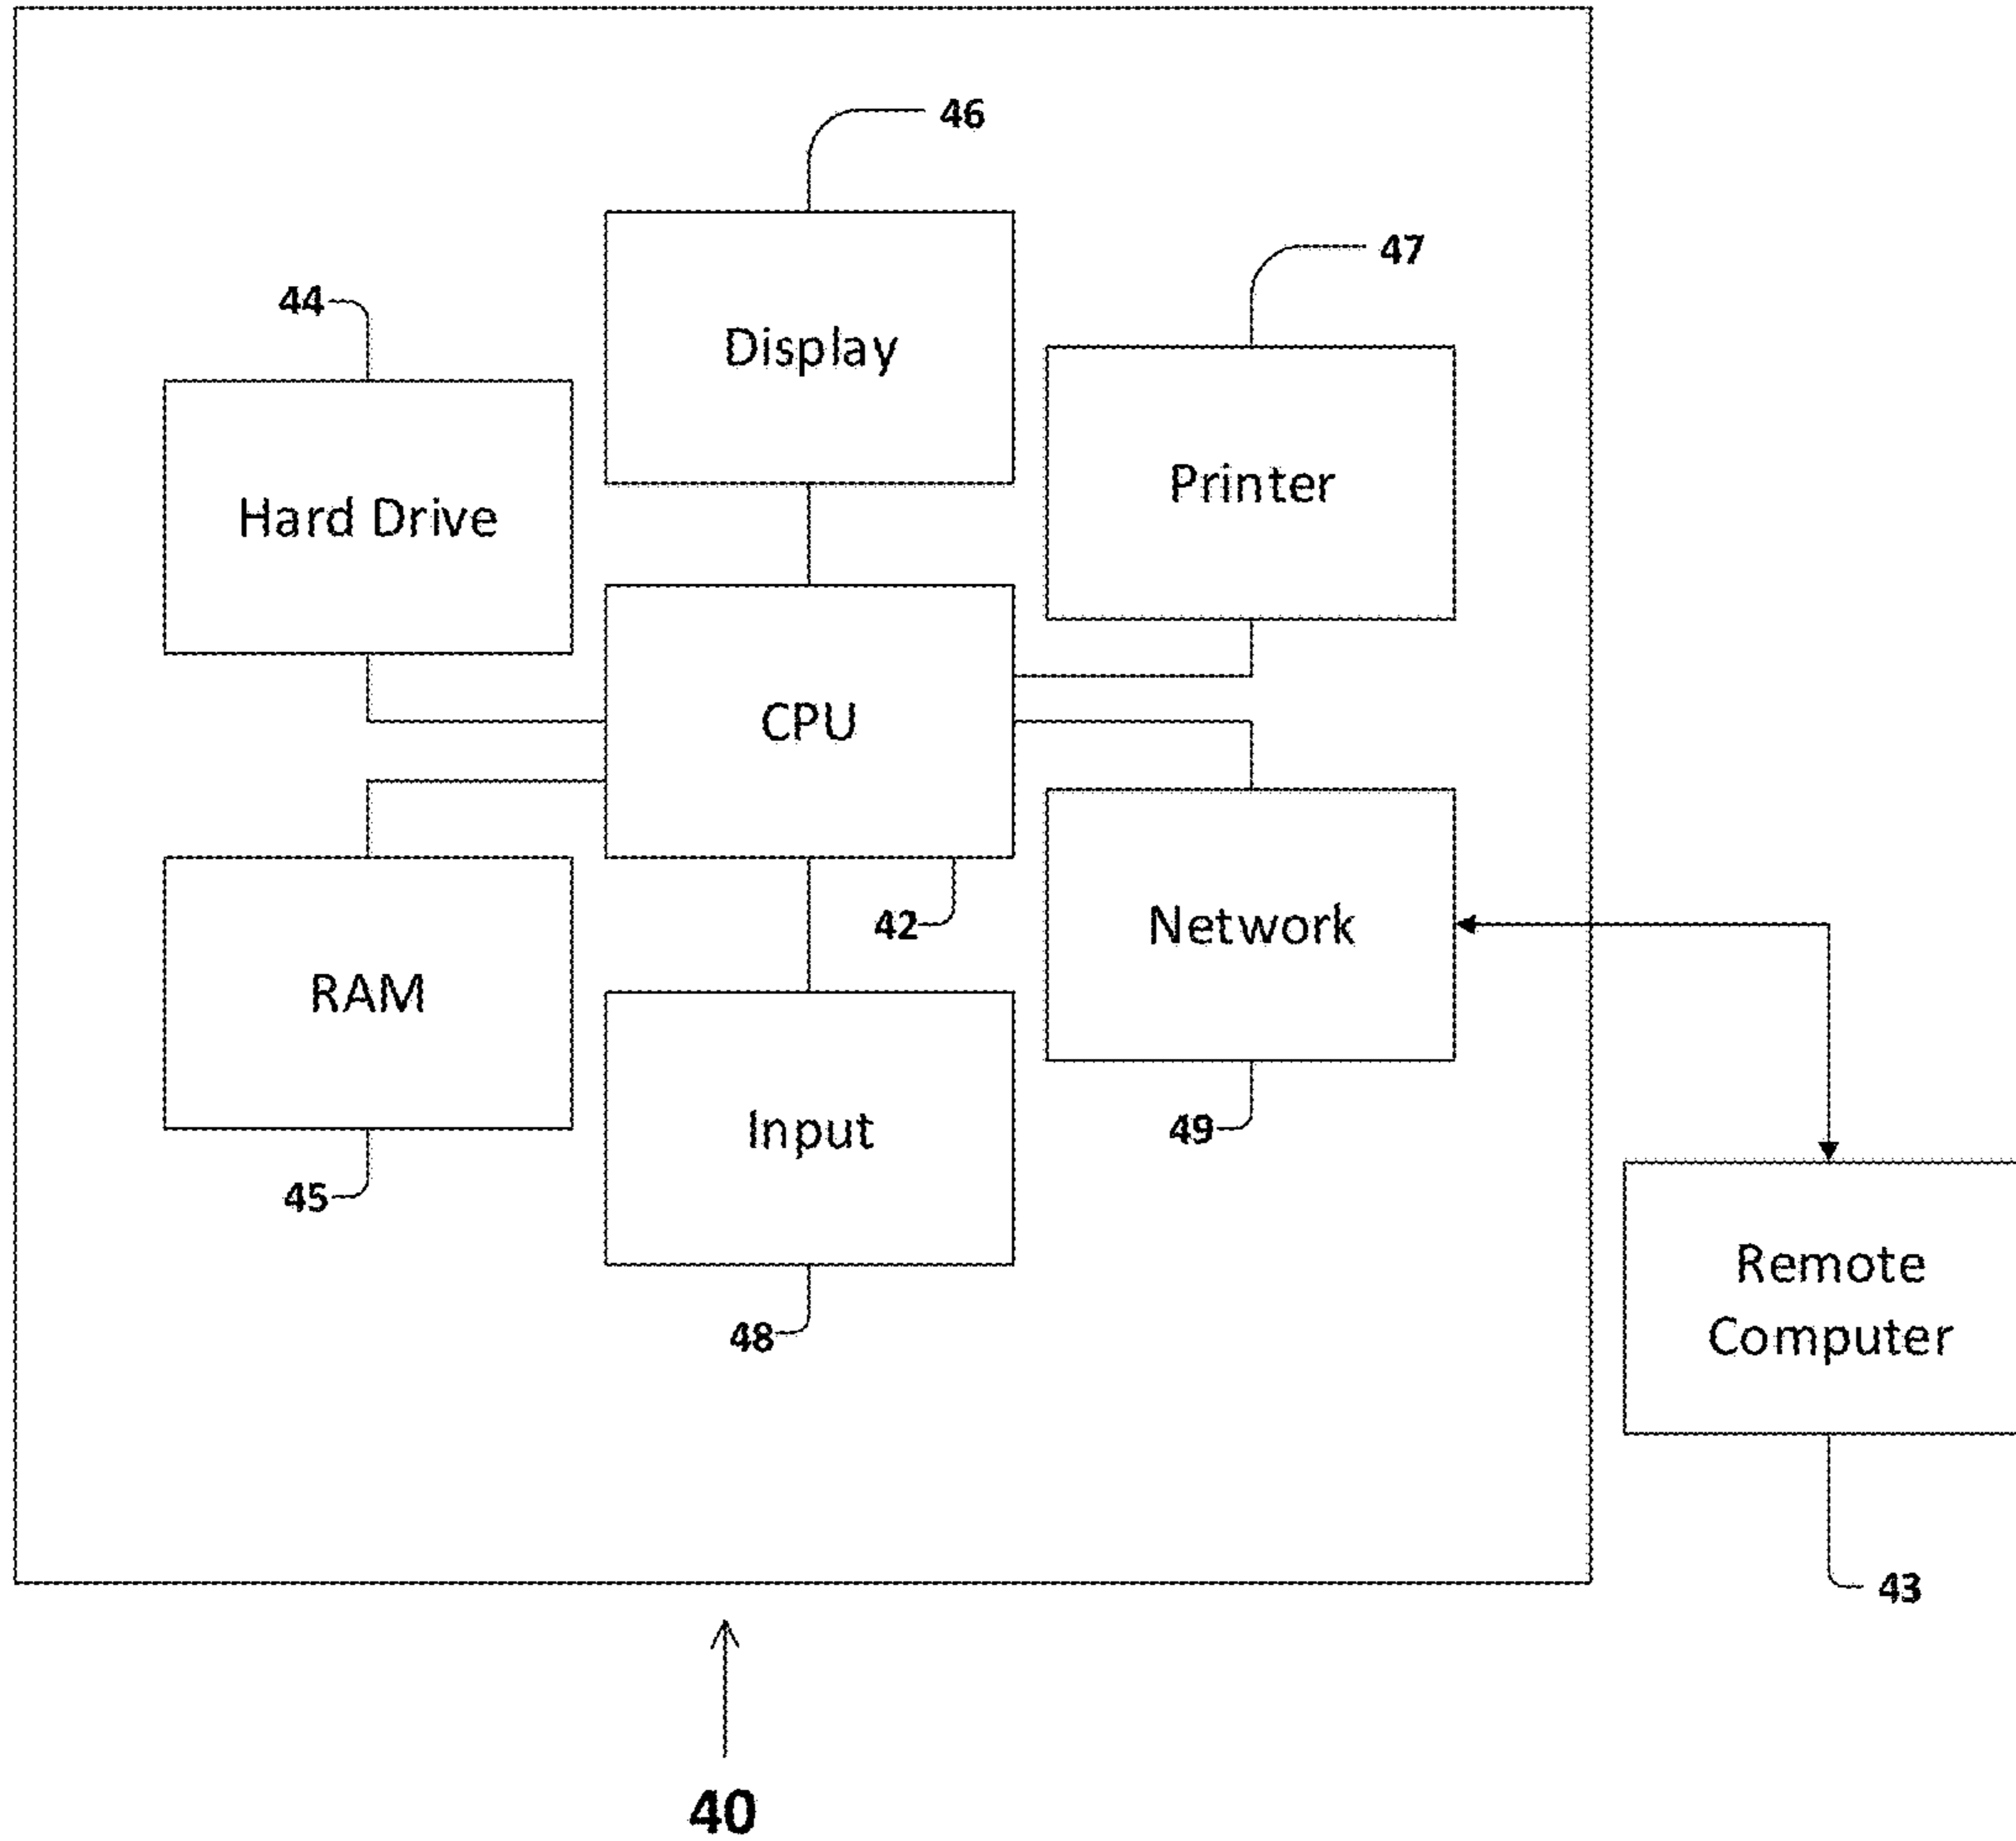 46
47
44
Display
Printer
Hard Drive
CPU
42
Network
RAM
Input
49
45
Remote
Computer
48
43
40